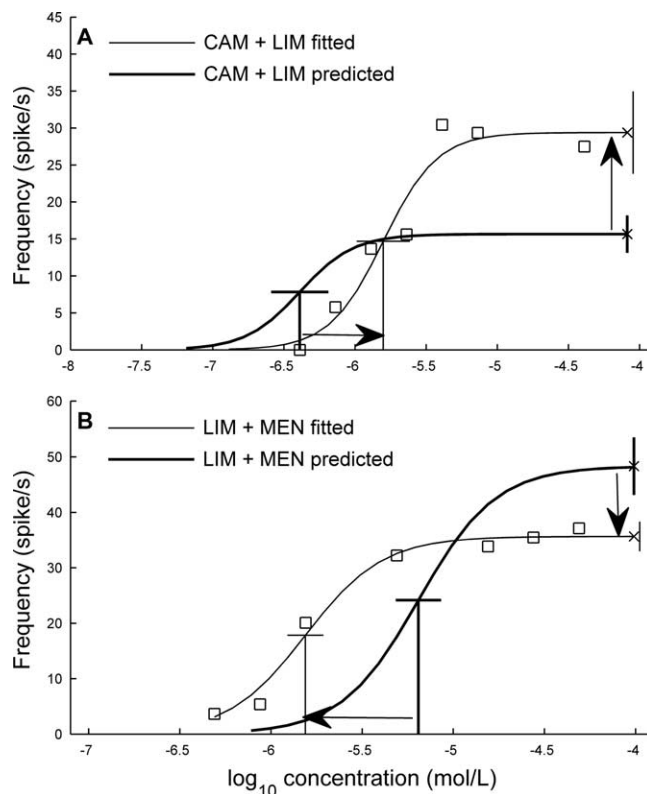 A
CAM + LIM fitted
CAM + LIM predicted
Frequency (spike/s)
45
40
35
30
25
20
15
10
5
0
-8 -7.5 -7 -6.5 -6 -5.5 -5 -4.5 -4
B
LIM + MEN fitted
LIM + MEN predicted
Frequency (spike/s)
60
50
40
30
20
10
0
-7 -6.5 -6 -5.5 -5 -4.5 -4
log10 concentration (mol/L)